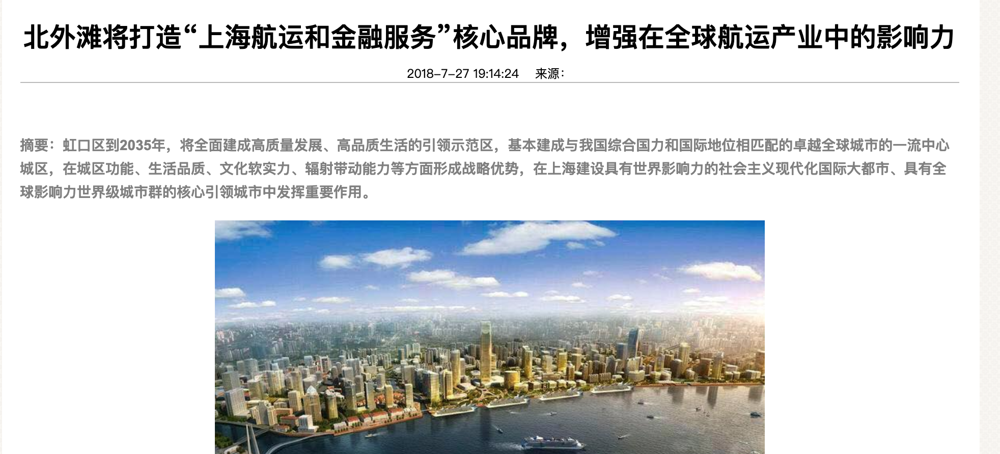 北外滩将打造“上海航运和金融服务”核心品牌，增强在全球航运产业中的影响力
2018-7-27 19:14:24 来源：
摘要：虹口区到2035年，将全面建成高质量发展、高品质生活的引领示范区，基本建成与我国综合国力和国际地位相匹配的卓越全球城市的一流中心
城区，在城区功能、生活品质、文化软实力、辐射带动能力等方面形成战略优势，在上海建设具有世界影响力的社会主义现代化国际大都市、具有全
球影响力世界级城市群的核心引领城市中发挥重要作用。